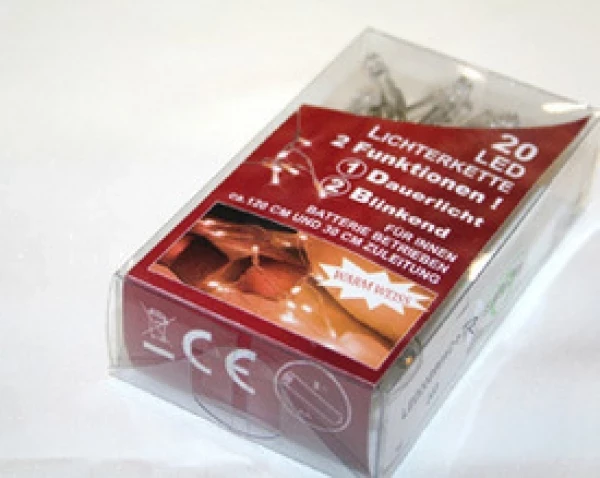 20
LED
LICHTERKETTE
2 Funktionen !
1 Dauerlicht
2 Blinkend
FÜR INNEN
BATTERIE BETRIEBEN
ca.120 CM UND 30 CM ZULEITUNG
WARM WEISS
CE